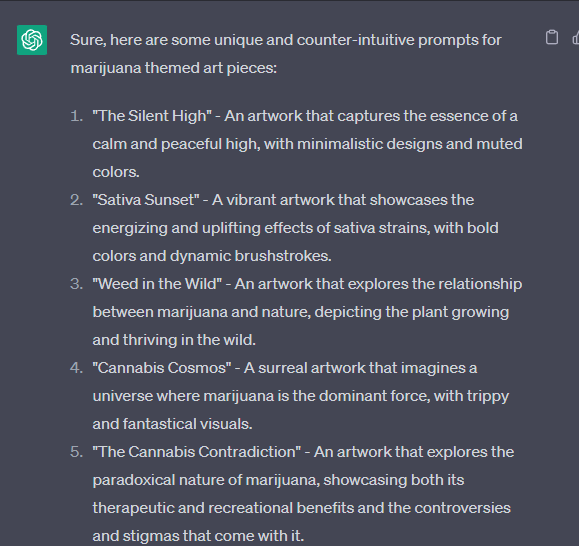 Sure, here are some unique and counter-intuitive prompts for
marijuana themed art pieces:
1. "The Silent High" - An artwork that captures the essence of a
calm and peaceful high, with minimalistic designs and muted
colors.
2. "Sativa Sunset" - A vibrant artwork that showcases the
energizing and uplifting effects of sativa strains, with bold
colors and dynamic brushstrokes.
3. "Weed in the Wild" - An artwork that explores the relationship
between marijuana and nature, depicting the plant growing
and thriving in the wild.
4. "Cannabis Cosmos" - A surreal artwork that imagines a
universe where marijuana is the dominant force, with trippy
and fantastical visuals.
5. "The Cannabis Contradiction" - An artwork that explores the
paradoxical nature of marijuana, showcasing both its
therapeutic and recreational benefits and the controversies
and stigmas that come with it.